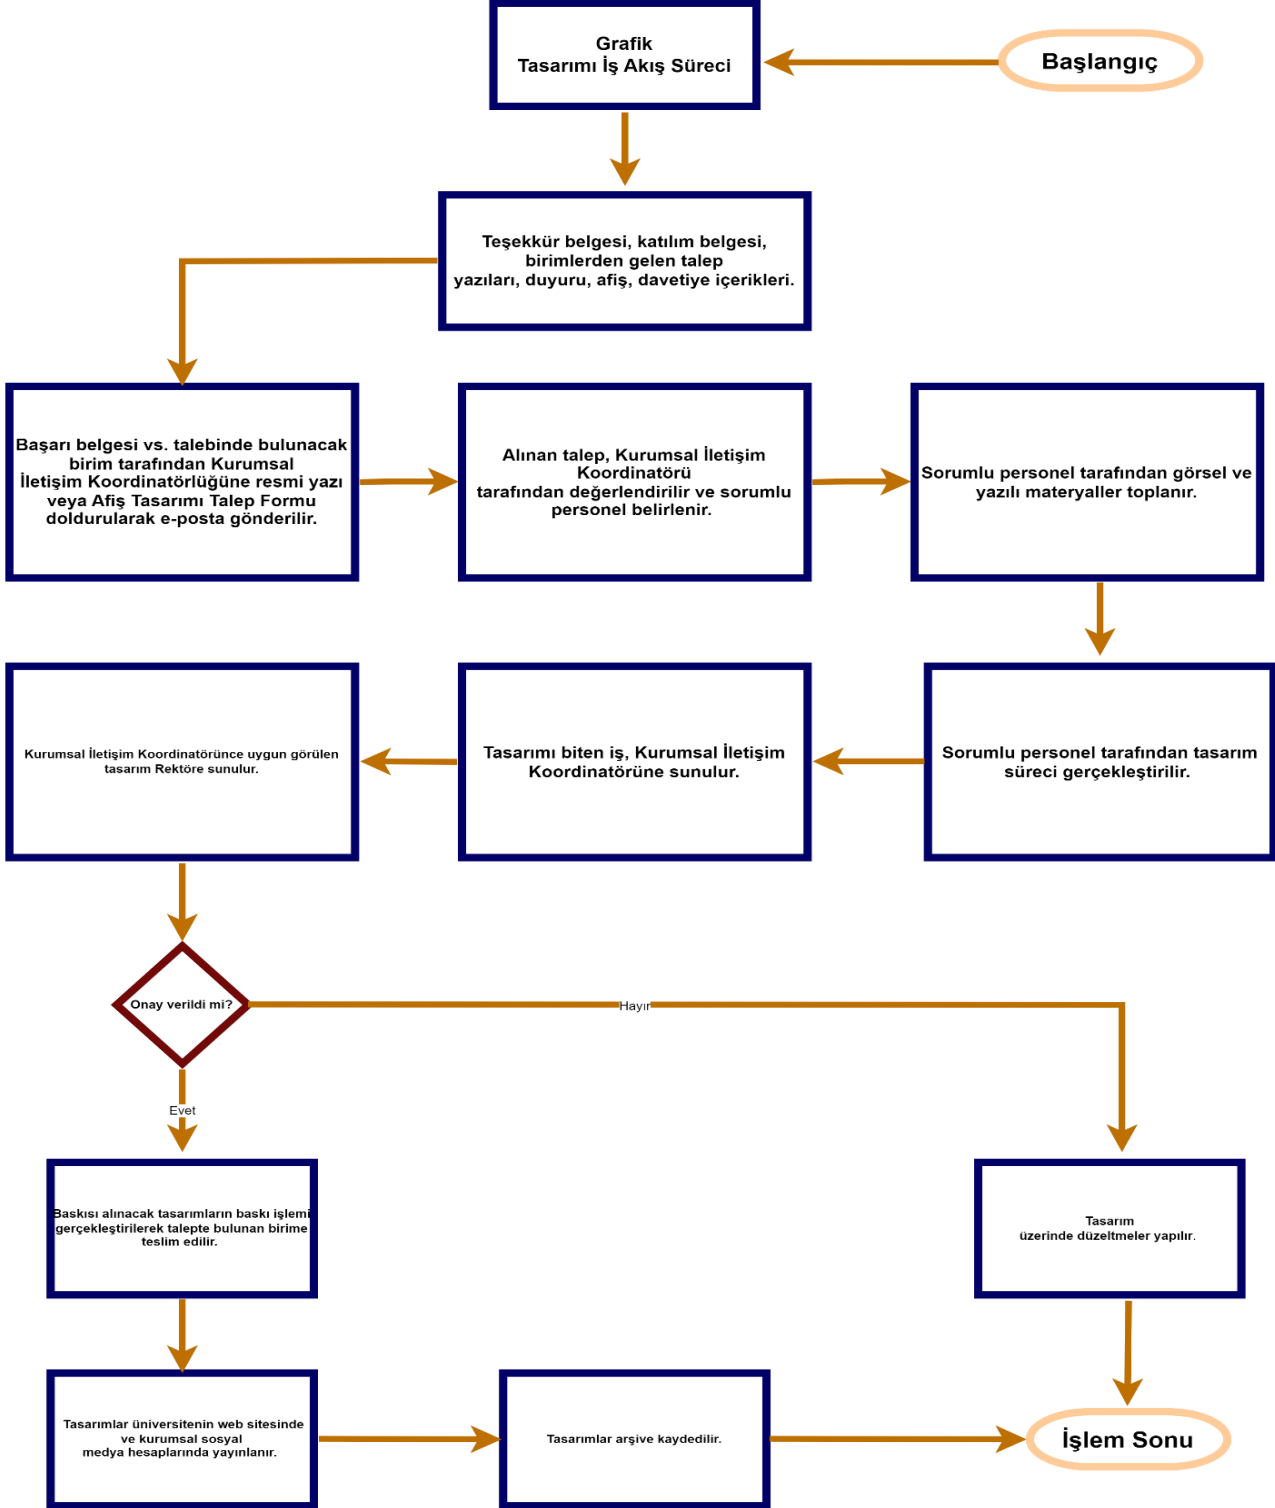 Grafik
Tasarımı İş Akış Süreci
Başlangıç
Teşekkür belgesi, katılım belgesi,
birimlerden gelen talep
yazıları, duyuru, afiş, davetiye içerikleri.
Başarı belgesi vs. talebinde bulunacak
birim tarafından Kurumsal
İletişim Koordinatörlüğüne resmi yazı
veya Afiş Tasarımı Talep Formu
doldurularak e-posta gönderilir.
Alınan talep, Kurumsal İletişim
Koordinatörü
tarafından değerlendirilir ve sorumlu
personel belirlenir.
Sorumlu personel tarafından görsel ve
yazılı materyaller toplanır.
Sorumlu personel tarafından tasarım
süreci gerçekleştirilir.
Tasarımı biten iş, Kurumsal İletişim
Koordinatörüne sunulur.
Kurumsal İletişim Koordinatörünce uygun görülen
tasarım Rektöre sunulur.
Onay verildi mi?
Hayır
Evet
Baskısı alınacak tasarımların baskı işlemi
gerçekleştirilerek talepte bulunan birime
teslim edilir.
Tasarım
üzerinde düzeltmeler yapılır.
Tasarımlar üniversitenin web sitesinde
ve kurumsal sosyal
medya hesaplarında yayınlanır.
Tasarımlar arşive kaydedilir.
İşlem Sonu